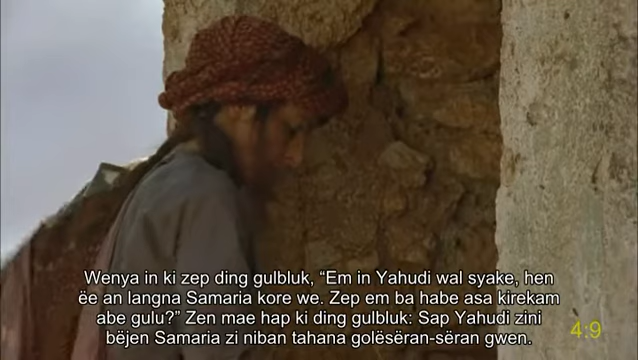 Wenya in ki zep ding gulbluk, “Em in Yahudi wal syake, hen
ëe an langna Samaria kore we. Zep em ba habe asa kirekam
abe gulu?” Zen mae hap ki ding gulbluk: Sap Yahudi zini
bëjen Samaria zi niban tahana golësëran-sëran gwen.
4:9